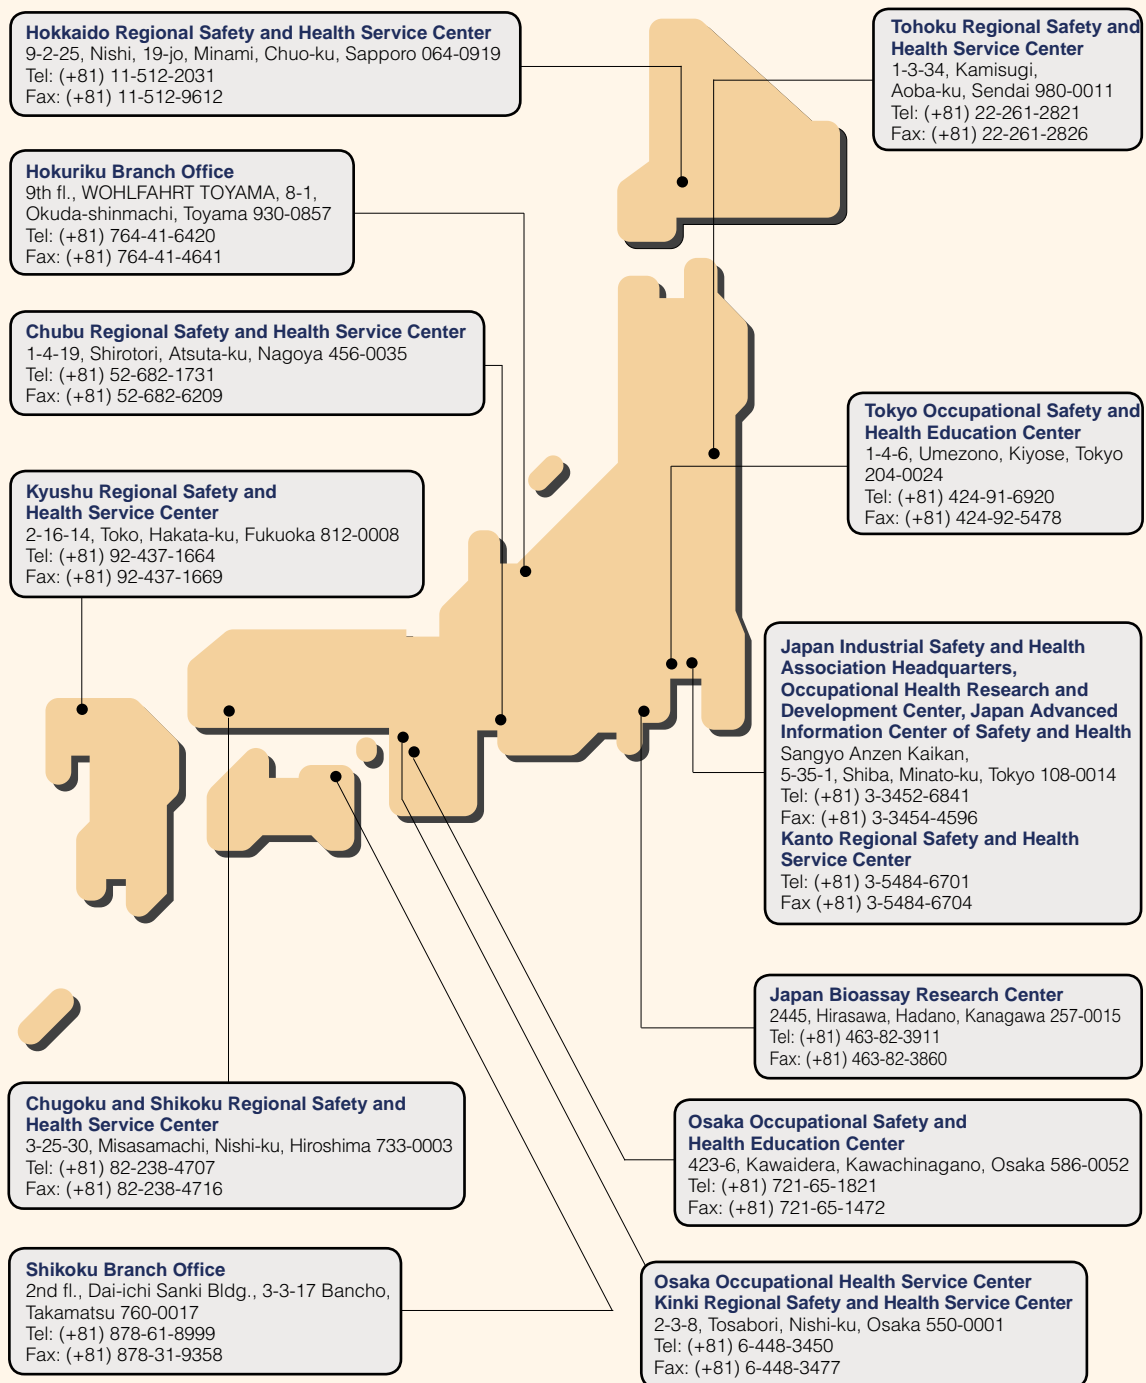 Hokkaido Regional Safety and Health Service Center
9-2-25, Nishi, 19-jo, Minami, Chuo-ku, Sapporo 064-0919
Tel: (+81) 11-512-2031
Fax: (+81) 11-512-9612
Tohoku Regional Safety and
Health Service Center
1-3-34, Kamisugi,
Aoba-ku, Sendai 980-0011
Tel: (+81) 22-261-2821
Fax: (+81) 22-261-2826
Hokuriku Branch Office
9th fl., WOHLFAHRT TOYAMA, 8-1,
Okuda-shinmachi, Toyama 930-0857
Tel: (+81) 764-41-6420
Fax: (+81) 764-41-4641
Chubu Regional Safety and Health Service Center
1-4-19, Shirotori, Atsuta-ku, Nagoya 456-0035
Tel: (+81) 52-682-1731
Fax: (+81) 52-682-6209
Tokyo Occupational Safety and
Health Education Center
1-4-6, Umezono, Kiyose, Tokyo
204-0024
Tel: (+81) 424-91-6920
Fax: (+81) 424-92-5478
Kyushu Regional Safety and
Health Service Center
2-16-14, Toko, Hakata-ku, Fukuoka 812-0008
Tel: (+81) 92-437-1664
Fax: (+81) 92-437-1669
Japan Industrial Safety and Health
Association Headquarters,
Occupational Health Research and
Development Center, Japan Advanced
Information Center of Safety and Health
Sangyo Anzen Kaikan,
5-35-1, Shiba, Minato-ku, Tokyo 108-0014
Tel: (+81) 3-3452-6841
Fax: (+81) 3-3454-4596
Kanto Regional Safety and Health
Service Center
Tel: (+81) 3-5484-6701
Fax (+81) 3-5484-6704
Japan Bioassay Research Center
2445, Hirasawa, Hadano, Kanagawa 257-0015
Tel: (+81) 463-82-3911
Fax: (+81) 463-82-3860
Chugoku and Shikoku Regional Safety and
Health Service Center
3-25-30, Misasamachi, Nishi-ku, Hiroshima 733-0003
Tel: (+81) 82-238-4707
Fax: (+81) 82-238-4716
Osaka Occupational Safety and
Health Education Center
423-6, Kawaidera, Kawachinagano, Osaka 586-0052
Tel: (+81) 721-65-1821
Fax: (+81) 721-65-1472
Shikoku Branch Office
2nd fl., Dai-ichi Sanki Bldg., 3-3-17 Bancho,
Takamatsu 760-0017
Tel: (+81) 878-61-8999
Fax: (+81) 878-31-9358
Osaka Occupational Health Service Center
Kinki Regional Safety and Health Service Center
2-3-8, Tosabori, Nishi-ku, Osaka 550-0001
Tel: (+81) 6-448-3450
Fax: (+81) 6-448-3477